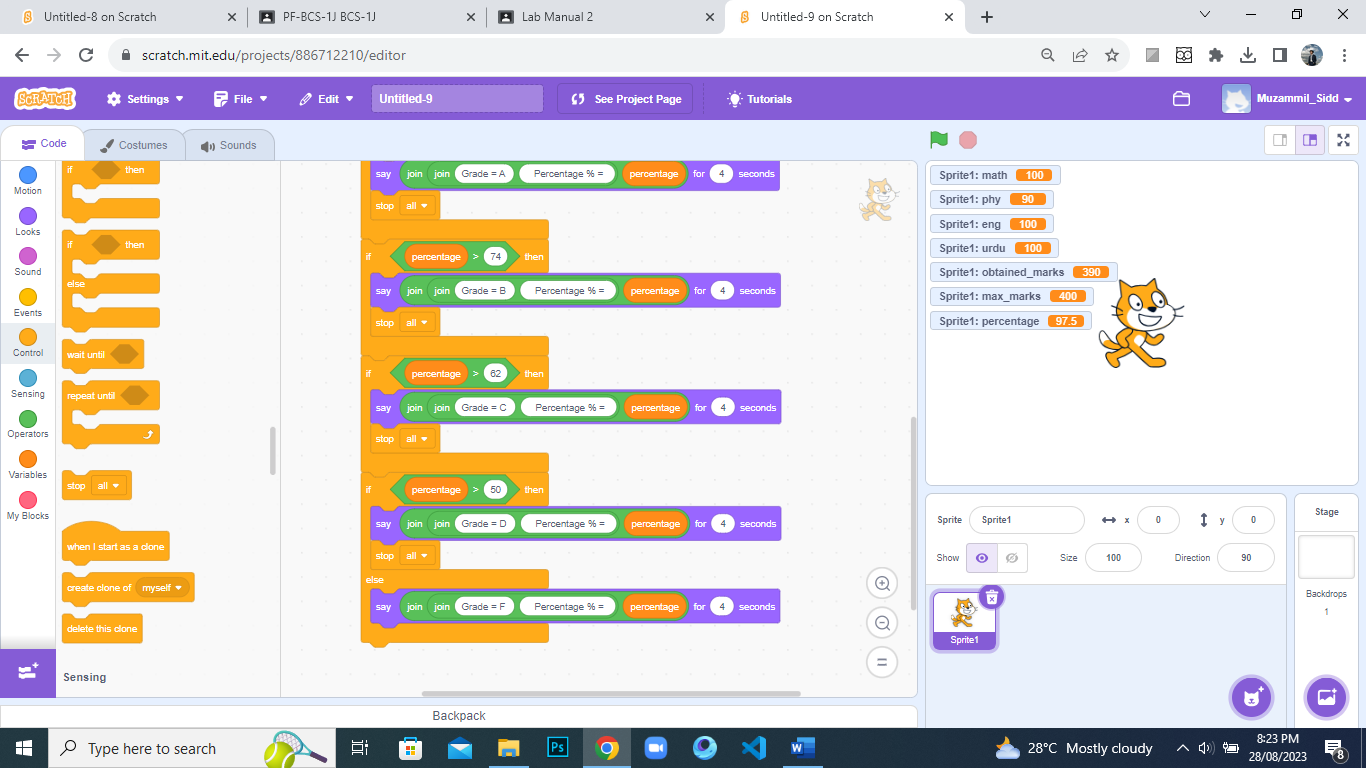 Untitled-8 on Scratch
PF-BCS-1J BCS-1J
Lab Manual 2
Untitled-9 on Scratch
scratch.mit.edu/projects/886712210/editor
SCRATCH
Settings
File
Edit
Untitled-9
See Project Page
Tutorials
Muzammil_Sidd
Code
Costumes
Sounds
Motion
Looks
Sound
Events
Control
Sensing
Operators
Variables
My Blocks
if then
if then
else
wait until
repeat until
stop all
when I start as a clone
create clone of myself
delete this clone
Sensing
say join join Grade = A Percentage % = percentage for 4 seconds
stop all
if percentage > 74 then
say join join Grade = B Percentage % = percentage for 4 seconds
stop all
if percentage > 62 then
say join join Grade = C Percentage % = percentage for 4 seconds
stop all
if percentage > 50 then
say join join Grade = D Percentage % = percentage for 4 seconds
stop all
else
say join join Grade = F Percentage % = percentage for 4 seconds
Sprite1: math 100
Sprite1: phy 90
Sprite1: eng 100
Sprite1: urdu 100
Sprite1: obtained_marks 390
Sprite1: max_marks 400
Sprite1: percentage 97.5
Sprite Sprite1 x 0 y 0
Show Size 100 Direction 90
Sprite1
Stage
Backdrops
1
Backpack
Type here to search
Ps
28°C Mostly cloudy
8:23 PM
28/08/2023
8